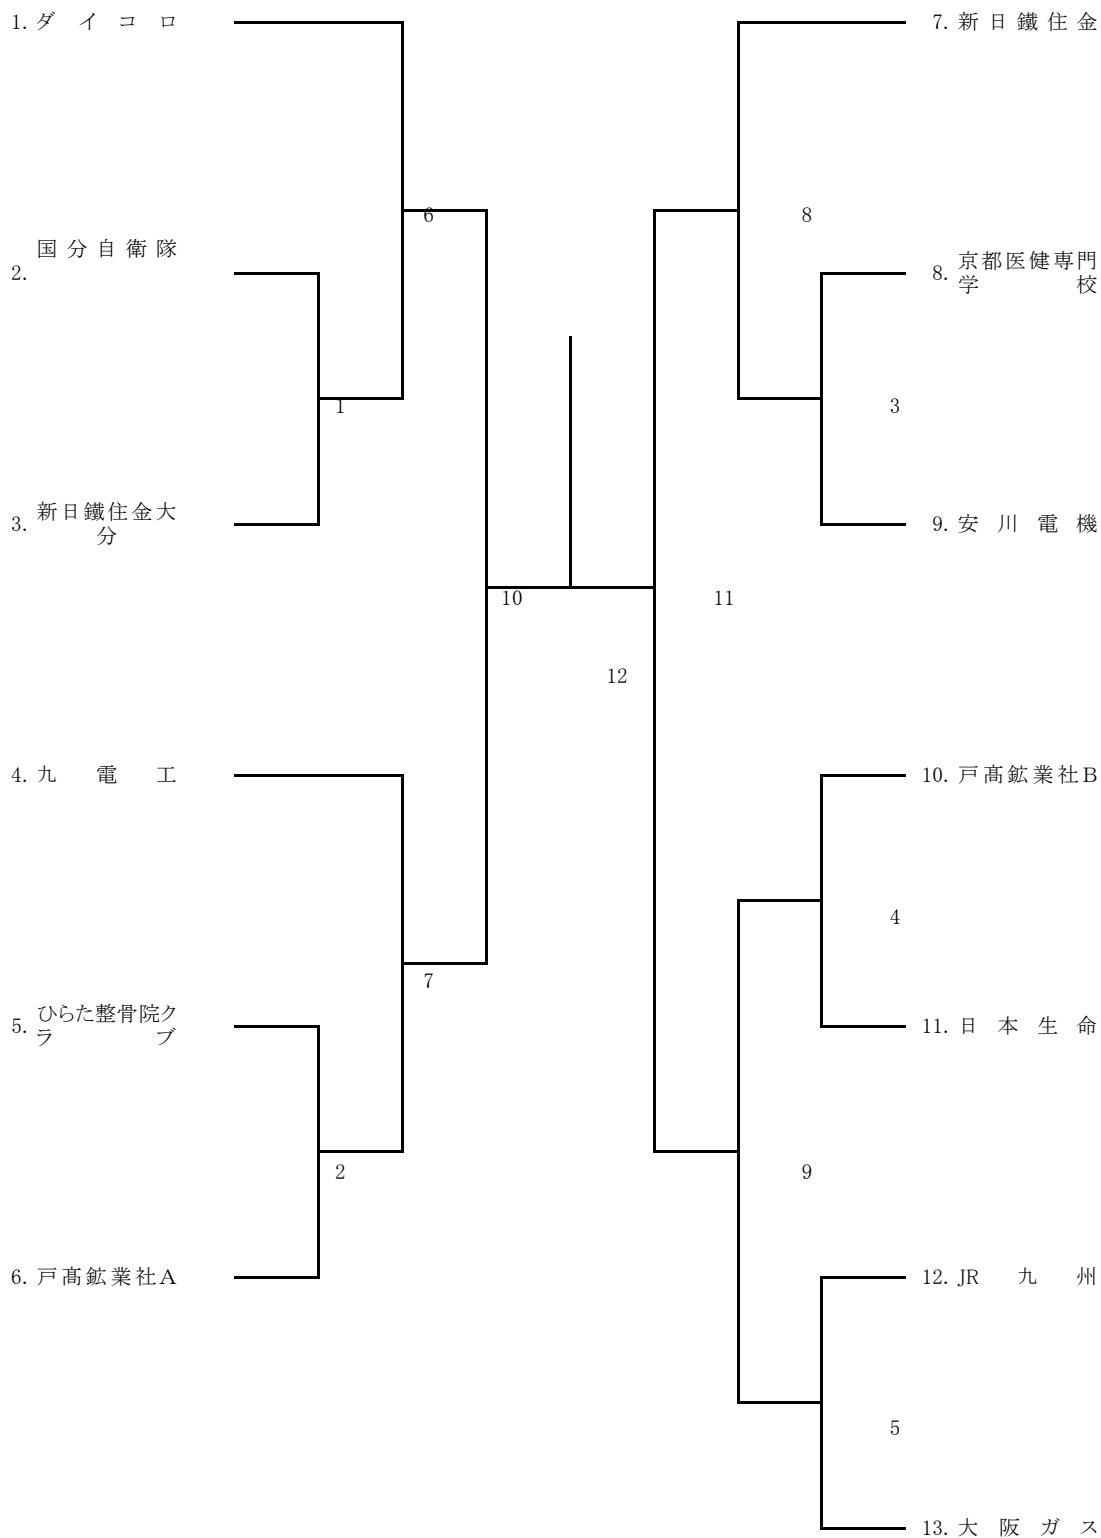 1. ダイコロ
6
国分自衛隊
2.
1
3. 新日鐵住金大
分
10
12
4. 九電工
7
5. ひらた整骨院ク
ラブ
2
6. 戸髙鉱業社A
7. 新日鐵住金
8
8. 京都医健専門
学校
3
9. 安川電機
11
10. 戸髙鉱業社B
4
11. 日本生命
9
12. JR九州
5
13. 大阪ガス